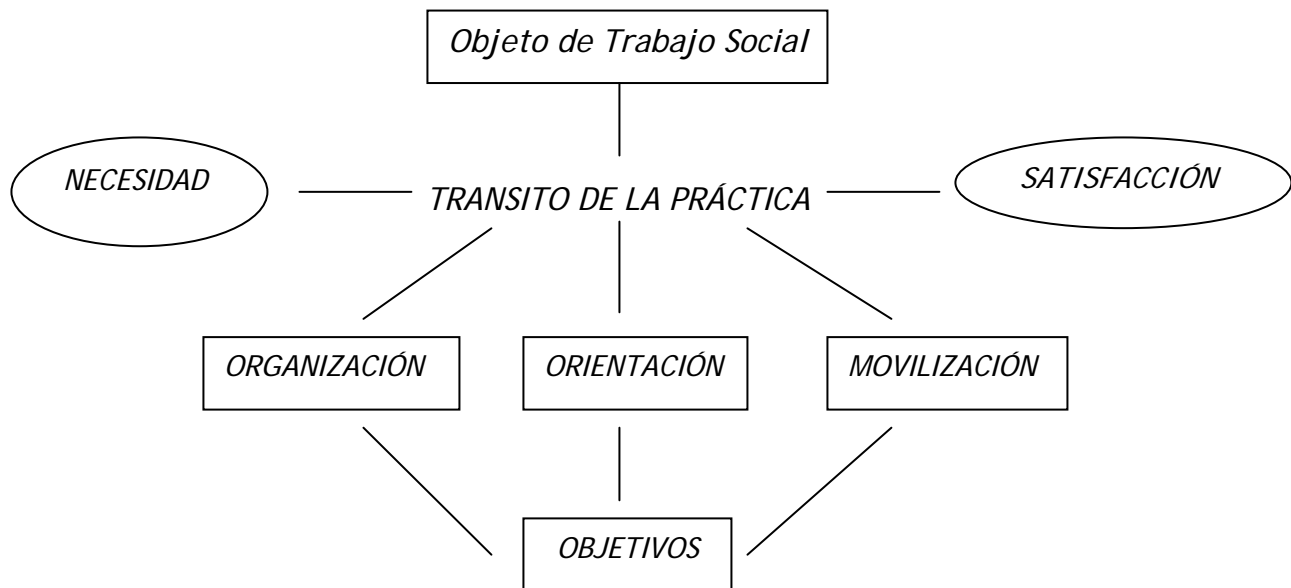 Objeto de Trabajo Social
NECESIDAD
TRANSITO DE LA PRÁCTICA
SATISFACCIÓN
ORGANIZACIÓN
ORIENTACIÓN
MOVILIZACIÓN
OBJETIVOS